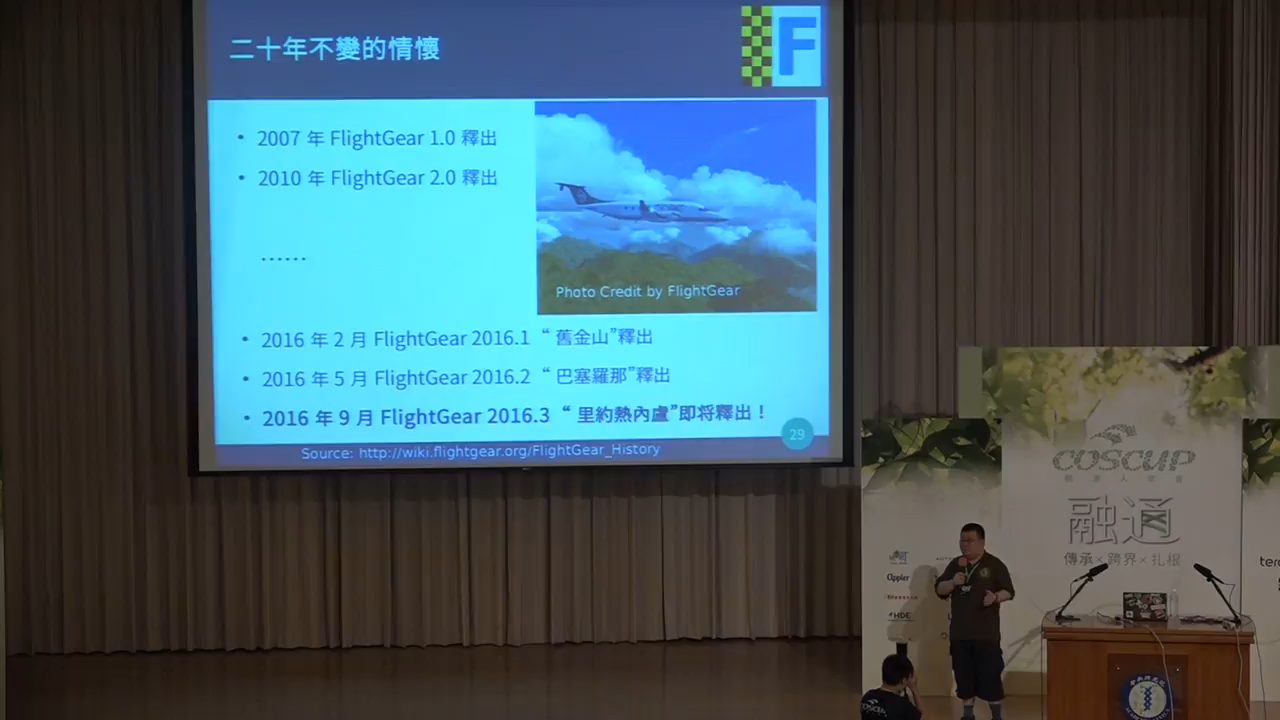 二十年不變的情懷
F
• 2007 年 FlightGear 1.0 釋出
• 2010 年 FlightGear 2.0 釋出
......
Photo Credit by FlightGear
• 2016 年 2 月 FlightGear 2016.1 “ 舊金山”釋出
• 2016 年 5 月 FlightGear 2016.2 “ 巴塞羅那”釋出
• 2016 年 9 月 FlightGear 2016.3 “ 里約熱內盧”即将釋出！
29
Source: http://wiki.flightgear.org/FlightGear_History
COSCUP
融通
傳承×跨界×扎根
Appier
HDE
COSCUP